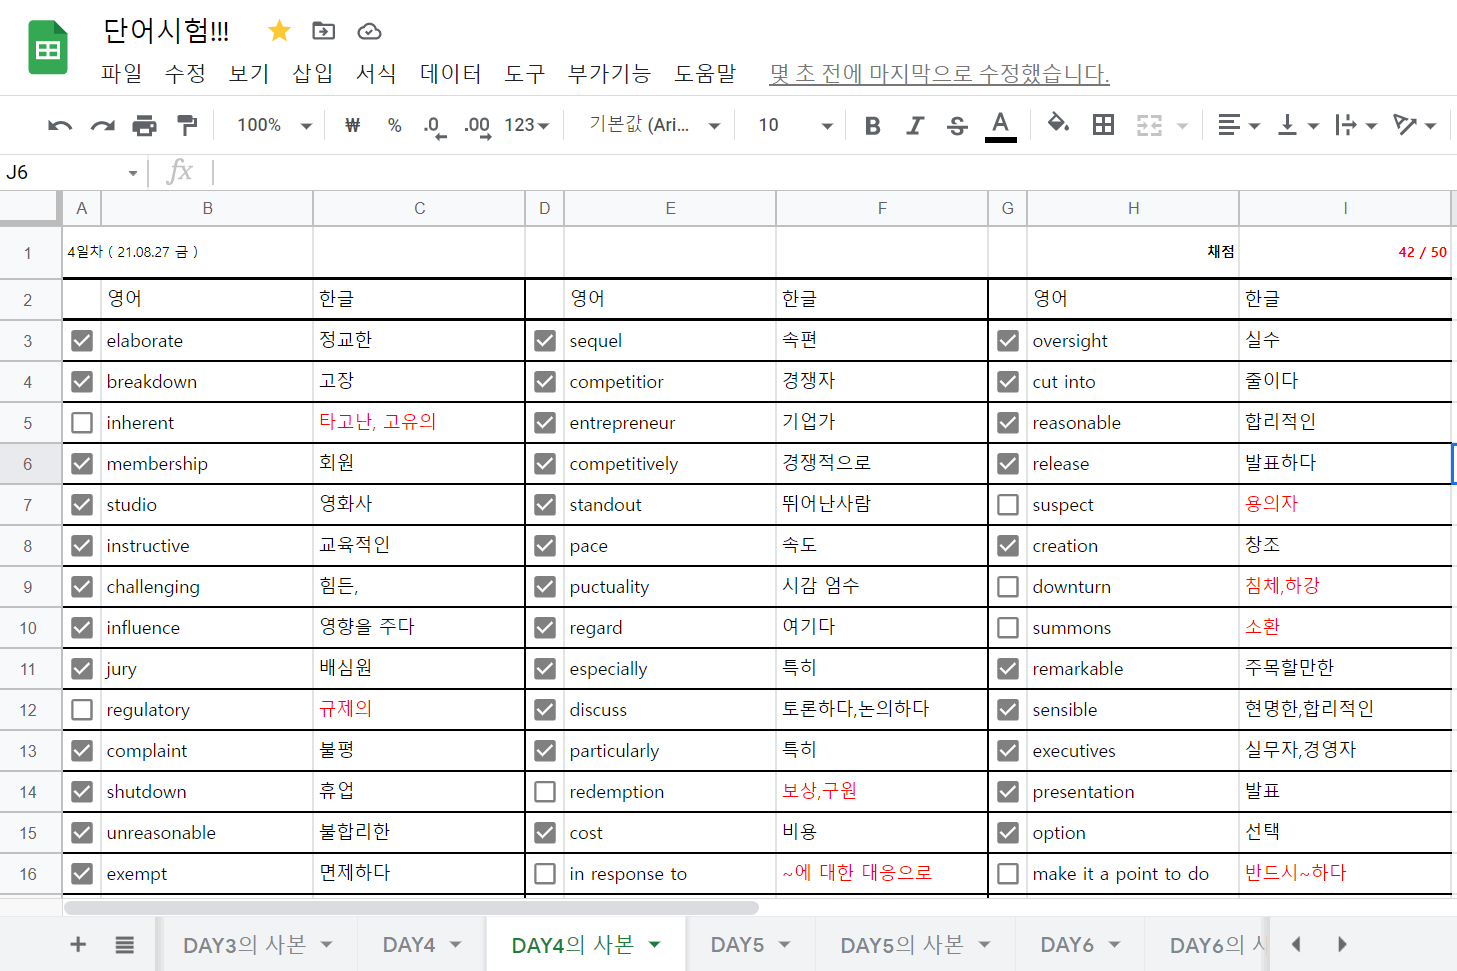 단어시험!!!
파일 수정 보기 삽입 서식 데이터 도구 부가기능 도움말 몇 초 전에 마지막으로 수정했습니다.
100% ₩ % .0 .00 123 기본값 (Ari... 10 B I S A
J6 fx
A B C D E F G H I
1 4일차 ( 21.08.27 금 ) 채점 42 / 50
2 영어 한글 영어 한글 영어 한글
3 elaborate 정교한 sequel 속편 oversight 실수
4 breakdown 고장 competitior 경쟁자 cut into 줄이다
5 inherent 타고난, 고유의 entrepreneur 기업가 reasonable 합리적인
6 membership 회원 competitively 경쟁적으로 release 발표하다
7 studio 영화사 standout 뛰어난사람 suspect 용의자
8 instructive 교육적인 pace 속도 creation 창조
9 challenging 힘든, puctuality 시감 엄수 downturn 침체,하강
10 influence 영향을 주다 regard 여기다 summons 소환
11 jury 배심원 especially 특히 remarkable 주목할만한
12 regulatory 규제의 discuss 토론하다,논의하다 sensible 현명한,합리적인
13 complaint 불평 particularly 특히 executives 실무자,경영자
14 shutdown 휴업 redemption 보상,구원 presentation 발표
15 unreasonable 불합리한 cost 비용 option 선택
16 exempt 면제하다 in response to ~에 대한 대응으로 make it a point to do 반드시~하다
+ DAY3의 사본 DAY4 DAY4의 사본 DAY5 DAY5의 사본 DAY6 DAY6의